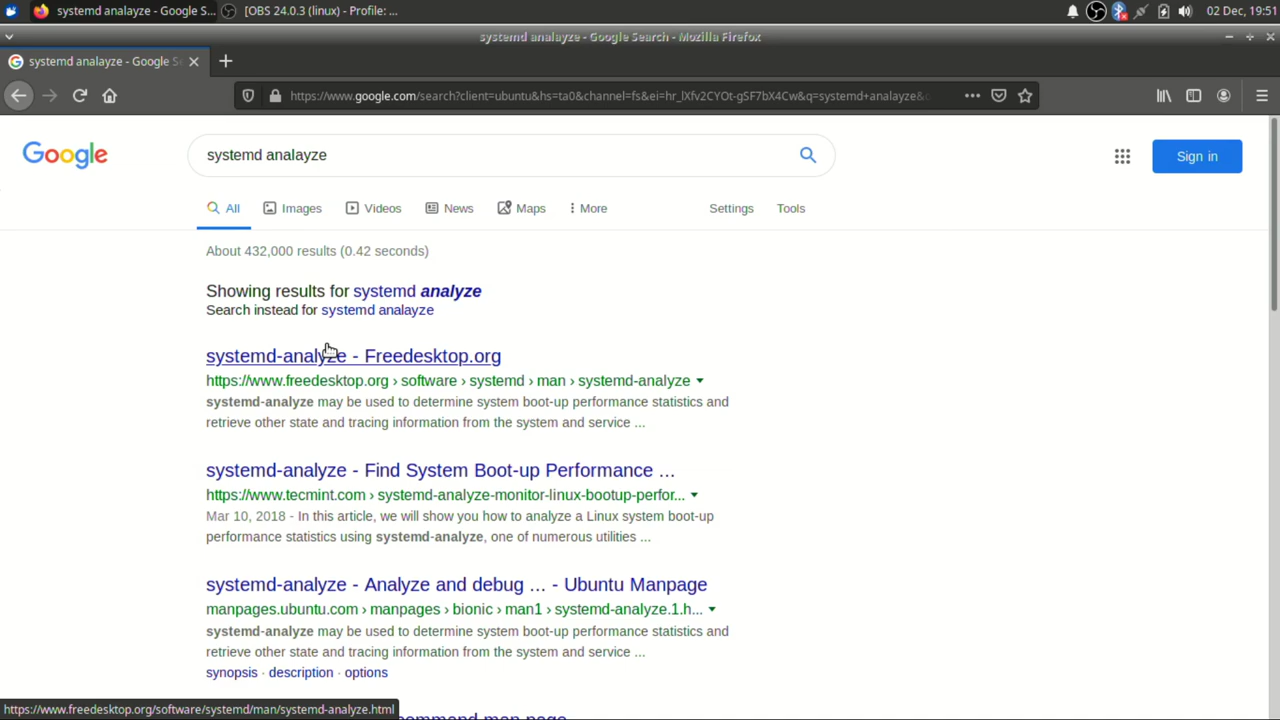 systemd analayze - Google S...
[OBS 24.0.3 (linux) - Profile: ...
02 Dec, 19:51
systemd analayze - Google Search - Mozilla Firefox
systemd analayze - Google Se
https://www.google.com/search?client=ubuntu&hs=ta0&channel=fs&ei=hr_lXfv2CYOt-gSF7bX4Cw&q=systemd+analayze&
Google
systemd analayze
Sign in
All
Images
Videos
News
Maps
More
Settings
Tools
About 432,000 results (0.42 seconds)
Showing results for systemd analyze
Search instead for systemd analayze
systemd-analyze - Freedesktop.org
https://www.freedesktop.org › software › systemd › man › systemd-analyze
systemd-analyze may be used to determine system boot-up performance statistics and
retrieve other state and tracing information from the system and service ...
systemd-analyze - Find System Boot-up Performance ...
https://www.tecmint.com › systemd-analyze-monitor-linux-bootup-perfor...
Mar 10, 2018 - In this article, we will show you how to analyze a Linux system boot-up
performance statistics using systemd-analyze, one of numerous utilities ...
systemd-analyze - Analyze and debug ... - Ubuntu Manpage
manpages.ubuntu.com › manpages › bionic › man1 › systemd-analyze.1.h...
systemd-analyze may be used to determine system boot-up performance statistics and
retrieve other state and tracing information from the system and service ...
synopsis · description · options
https://www.freedesktop.org/software/systemd/man/systemd-analyze.html
command man page